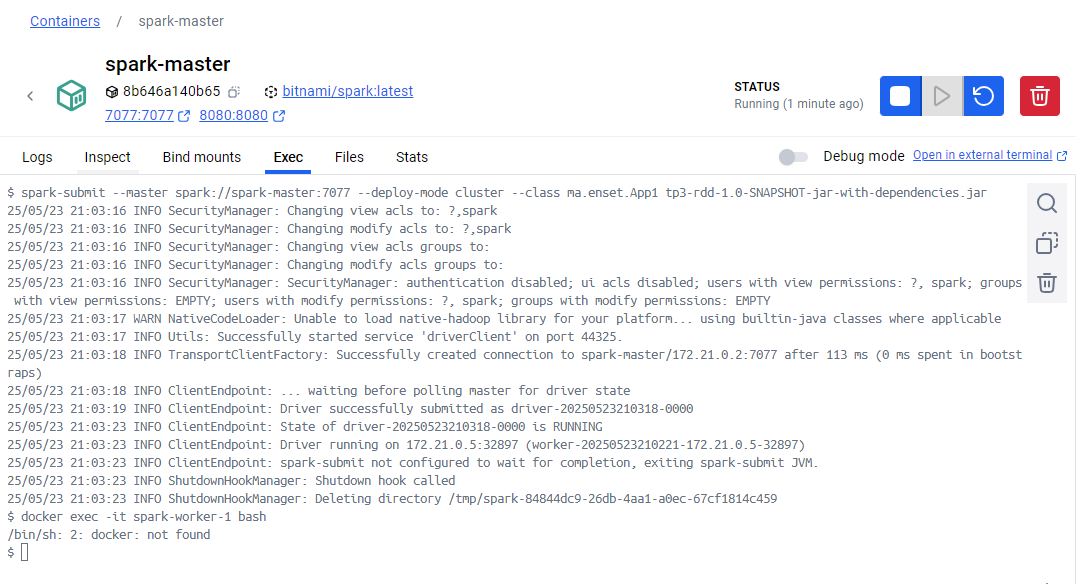 Containers / spark-master
spark-master
8b646a140b65 bitnami/spark:latest
7077:7077 8080:8080
STATUS
Running (1 minute ago)
Logs Inspect Bind mounts Exec Files Stats
Debug mode Open in external terminal
$ spark-submit --master spark://spark-master:7077 --deploy-mode cluster --class ma.enset.App1 tp3-rdd-1.0-SNAPSHOT-jar-with-dependencies.jar
25/05/23 21:03:16 INFO SecurityManager: Changing view acls to: ?,spark
25/05/23 21:03:16 INFO SecurityManager: Changing modify acls to: ?,spark
25/05/23 21:03:16 INFO SecurityManager: Changing view acls groups to:
25/05/23 21:03:16 INFO SecurityManager: Changing modify acls groups to:
25/05/23 21:03:16 INFO SecurityManager: SecurityManager: authentication disabled; ui acls disabled; users with view permissions: ?, spark; groups
with view permissions: EMPTY; users with modify permissions: ?, spark; groups with modify permissions: EMPTY
25/05/23 21:03:17 WARN NativeCodeLoader: Unable to load native-hadoop library for your platform... using builtin-java classes where applicable
25/05/23 21:03:17 INFO Utils: Successfully started service 'driverClient' on port 44325.
25/05/23 21:03:18 INFO TransportClientFactory: Successfully created connection to spark-master/172.21.0.2:7077 after 113 ms (0 ms spent in bootst
raps)
25/05/23 21:03:18 INFO ClientEndpoint: ... waiting before polling master for driver state
25/05/23 21:03:19 INFO ClientEndpoint: Driver successfully submitted as driver-20250523210318-0000
25/05/23 21:03:23 INFO ClientEndpoint: State of driver-20250523210318-0000 is RUNNING
25/05/23 21:03:23 INFO ClientEndpoint: Driver running on 172.21.0.5:32897 (worker-20250523210221-172.21.0.5-32897)
25/05/23 21:03:23 INFO ClientEndpoint: spark-submit not configured to wait for completion, exiting spark-submit JVM.
25/05/23 21:03:23 INFO ShutdownHookManager: Shutdown hook called
25/05/23 21:03:23 INFO ShutdownHookManager: Deleting directory /tmp/spark-84844dc9-26db-4aa1-a0ec-67cf1814c459
$ docker exec -it spark-worker-1 bash
/bin/sh: 2: docker: not found
$